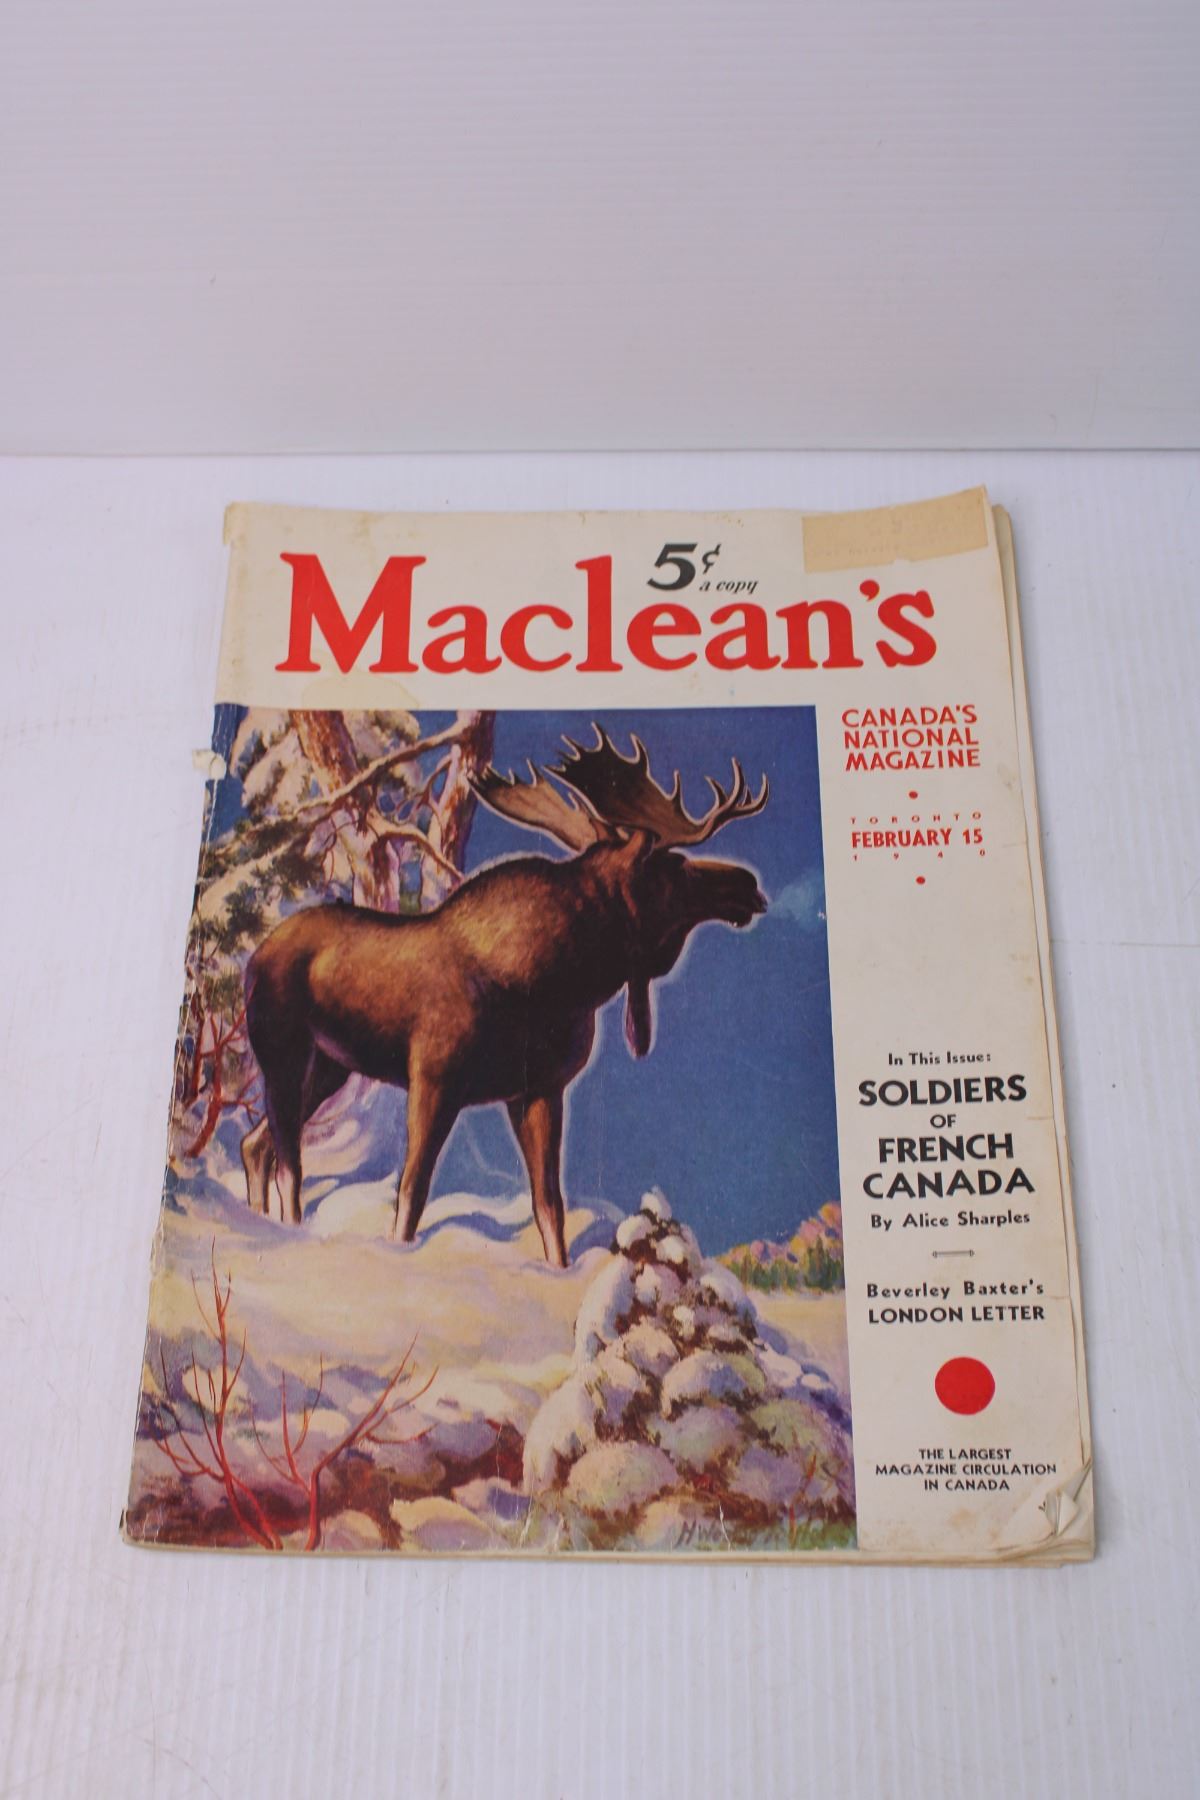 5¢
a copy
Maclean's
CANADA'S
NATIONAL
MAGAZINE
TORONTO
FEBRUARY 15
1940
In This Issue:
SOLDIERS
OF
FRENCH
CANADA
By Alice Sharples
Beverley Baxter's
LONDON LETTER
THE LARGEST
MAGAZINE CIRCULATION
IN CANADA